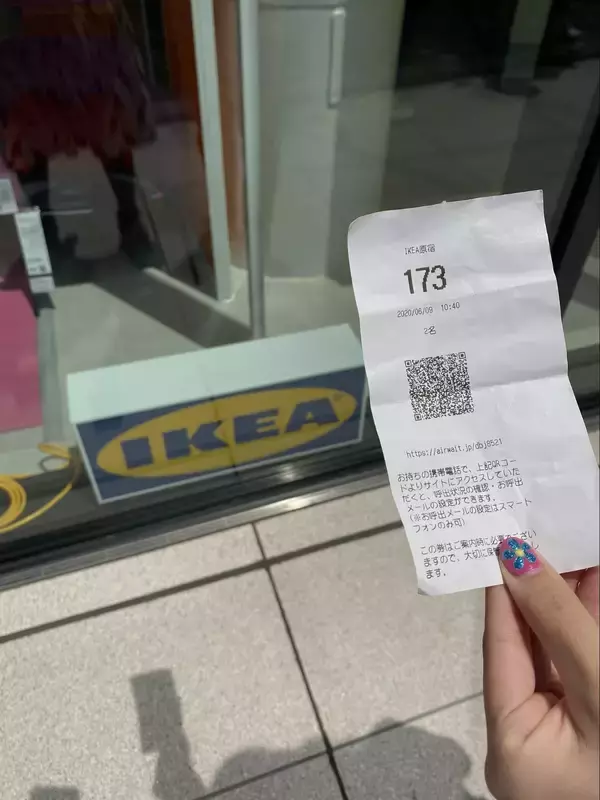 IKEA原宿
173
2020/06/09 10:40
2名
https://airwait.jp/dbj8521
お持ちの携帯電話で、上記QRコー
ドよりサイトにアクセスしていた
だくと、呼出状況の確認・お呼出
メールの設定ができます。
(※お呼出メールの設定はスマート
フォンのみ可)
この券はご案内時に必要
ますので、大切に保
ます。
IKEA